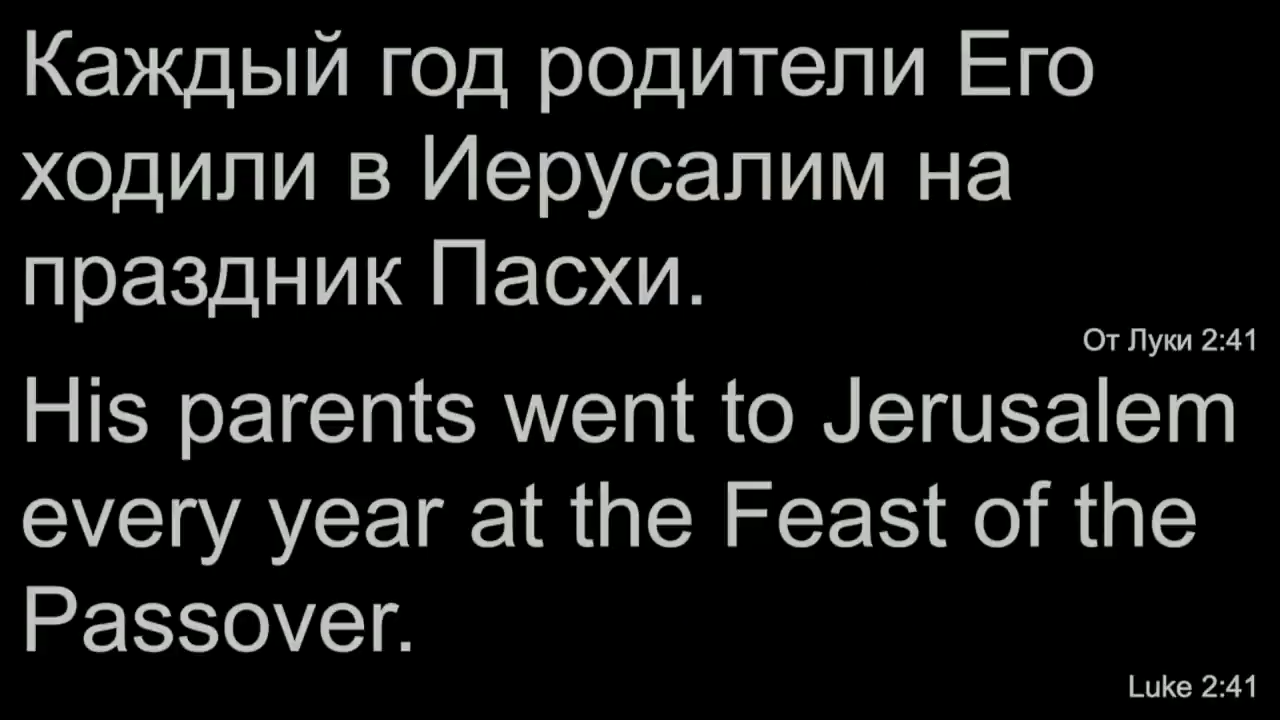 Каждый год родители Его
ходили в Иерусалим на
праздник Пасхи.
От Луки 2:41
His parents went to Jerusalem
every year at the Feast of the
Passover.
Luke 2:41